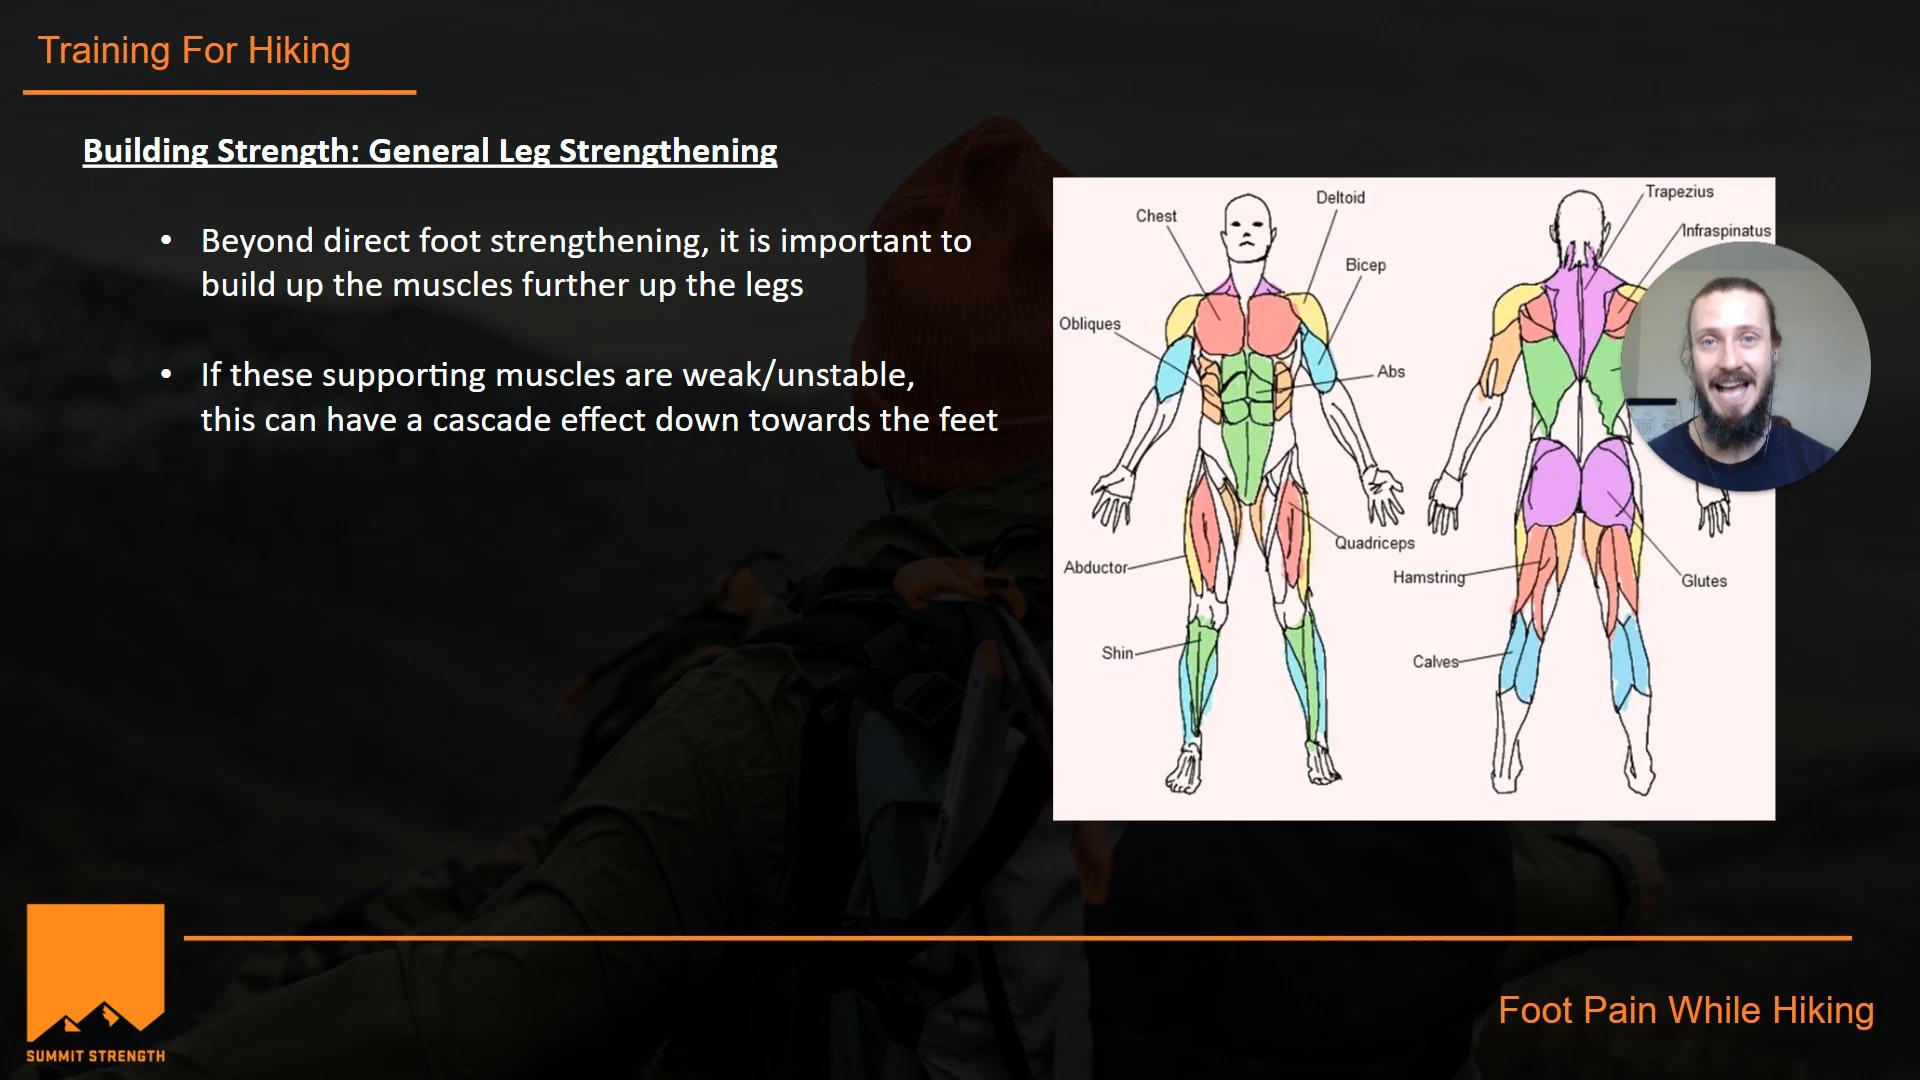 Training For Hiking
Building Strength: General Leg Strengthening
• Beyond direct foot strengthening, it is important to
build up the muscles further up the legs
• If these supporting muscles are weak/unstable,
this can have a cascade effect down towards the feet
Chest
Deltoid
Bicep
Obliques
Abs
Quadriceps
Abductor
Shin
Trapezius
Infraspinatus
Hamstring
Glutes
Calves
SUMMIT STRENGTH
Foot Pain While Hiking